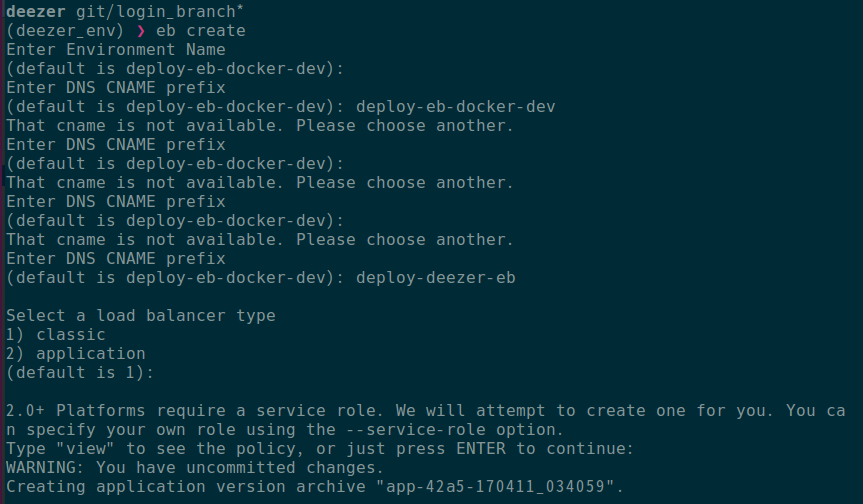 deezer git/login_branch*
(deezer_env) ❯ eb create
Enter Environment Name
(default is deploy-eb-docker-dev):
Enter DNS CNAME prefix
(default is deploy-eb-docker-dev): deploy-eb-docker-dev
That cname is not available. Please choose another.
Enter DNS CNAME prefix
(default is deploy-eb-docker-dev):
That cname is not available. Please choose another.
Enter DNS CNAME prefix
(default is deploy-eb-docker-dev):
That cname is not available. Please choose another.
Enter DNS CNAME prefix
(default is deploy-eb-docker-dev): deploy-deezer-eb
Select a load balancer type
1) classic
2) application
(default is 1):
2.0+ Platforms require a service role. We will attempt to create one for you. You ca
n specify your own role using the --service-role option.
Type "view" to see the policy, or just press ENTER to continue:
WARNING: You have uncommitted changes.
Creating application version archive "app-42a5-170411_034059".